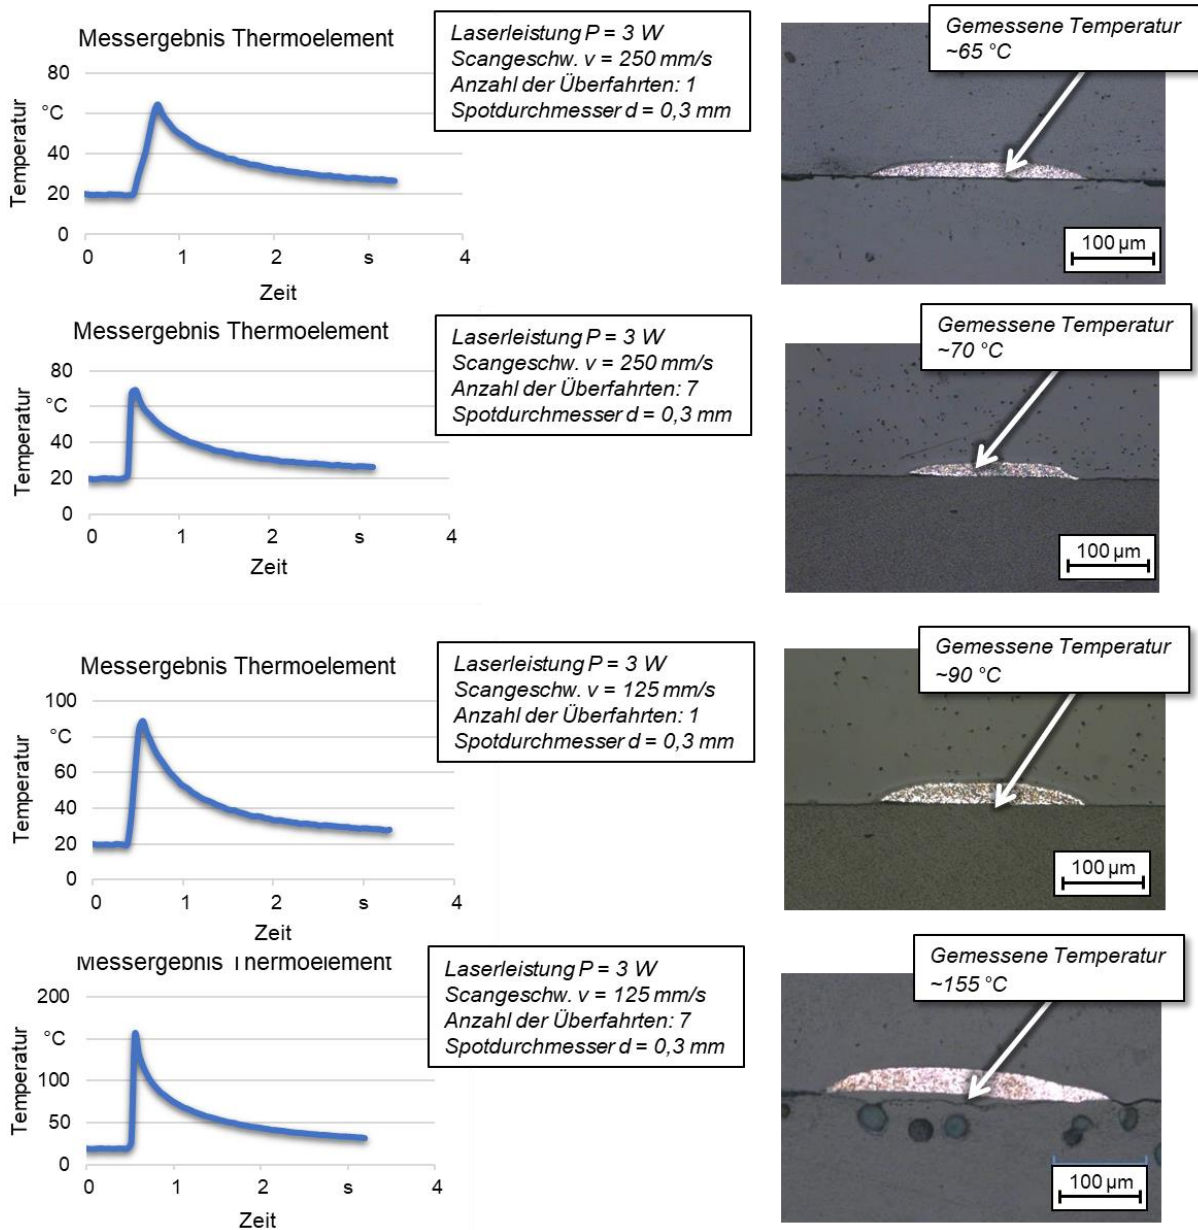 Messergebnis Thermoelement
80
°C
40
20
0
0 1 2 s 4
Temperatur
Zeit
Laserleistung P = 3 W
Scangeschw. v = 250 mm/s
Anzahl der Überfahrten: 1
Spotdurchmesser d = 0,3 mm
Gemessene Temperatur
~65 °C
100 µm
Messergebnis Thermoelement
80
°C
40
20
0
0 1 2 s 4
Temperatur
Zeit
Laserleistung P = 3 W
Scangeschw. v = 250 mm/s
Anzahl der Überfahrten: 7
Spotdurchmesser d = 0,3 mm
Gemessene Temperatur
~70 °C
100 µm
Messergebnis Thermoelement
100
°C
60
40
20
0
0 1 2 s 4
Temperatur
Zeit
Laserleistung P = 3 W
Scangeschw. v = 125 mm/s
Anzahl der Überfahrten: 1
Spotdurchmesser d = 0,3 mm
Gemessene Temperatur
~90 °C
100 µm
Messergebnis Thermoelement
200
°C
100
50
0
0 1 2 s 4
Temperatur
Zeit
Laserleistung P = 3 W
Scangeschw. v = 125 mm/s
Anzahl der Überfahrten: 7
Spotdurchmesser d = 0,3 mm
Gemessene Temperatur
~155 °C
100 µm